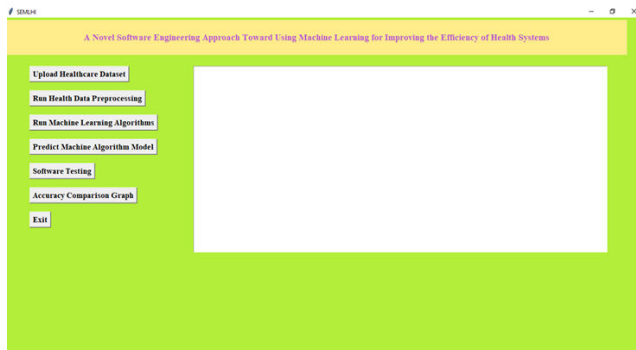 SEMLHI
A Novel Software Engineering Approach Toward Using Machine Learning for Improving the Efficiency of Health Systems
Upload Healthcare Dataset
Run Health Data Preprocessing
Run Machine Learning Algorithms
Predict Machine Algorithm Model
Software Testing
Accuracy Comparison Graph
Exit